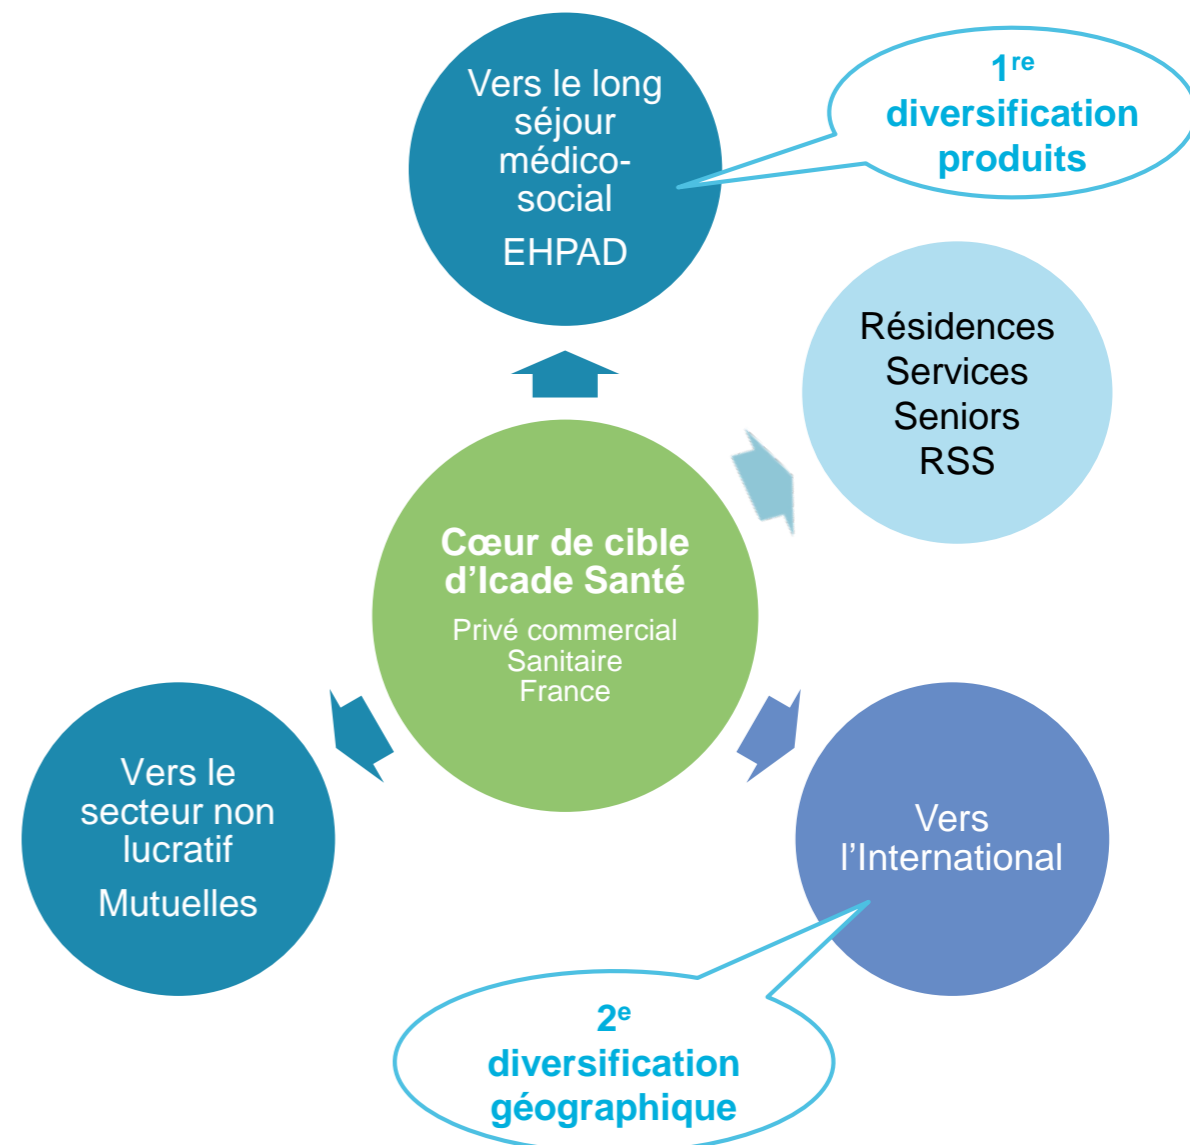 Vers le long
séjour
médico-
social
EHPAD
1re
diversification
produits
Résidences
Services
Seniors
RSS
Cœur de cible
d’Icade Santé
Privé commercial
Sanitaire
France
Vers le
secteur non
lucratif
Mutuelles
Vers
l’International
2e
diversification
géographique